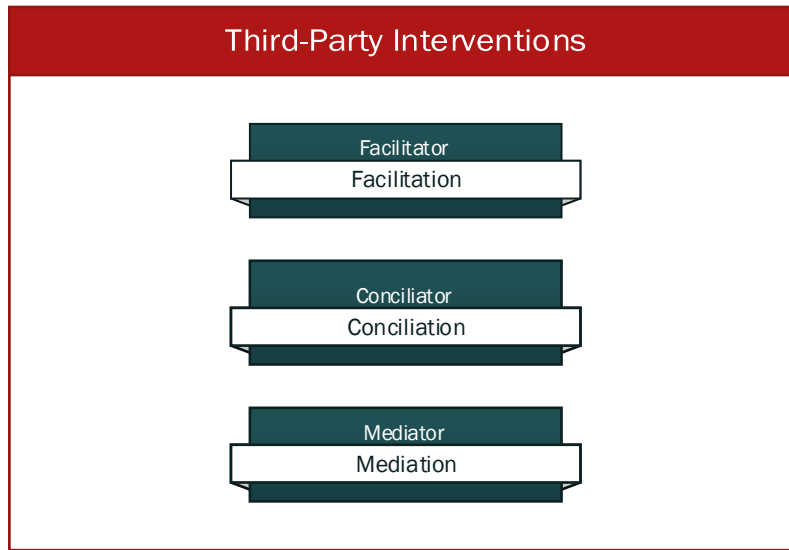 Third-Party Interventions
Facilitator
Facilitation
Conciliator
Conciliation
Mediator
Mediation